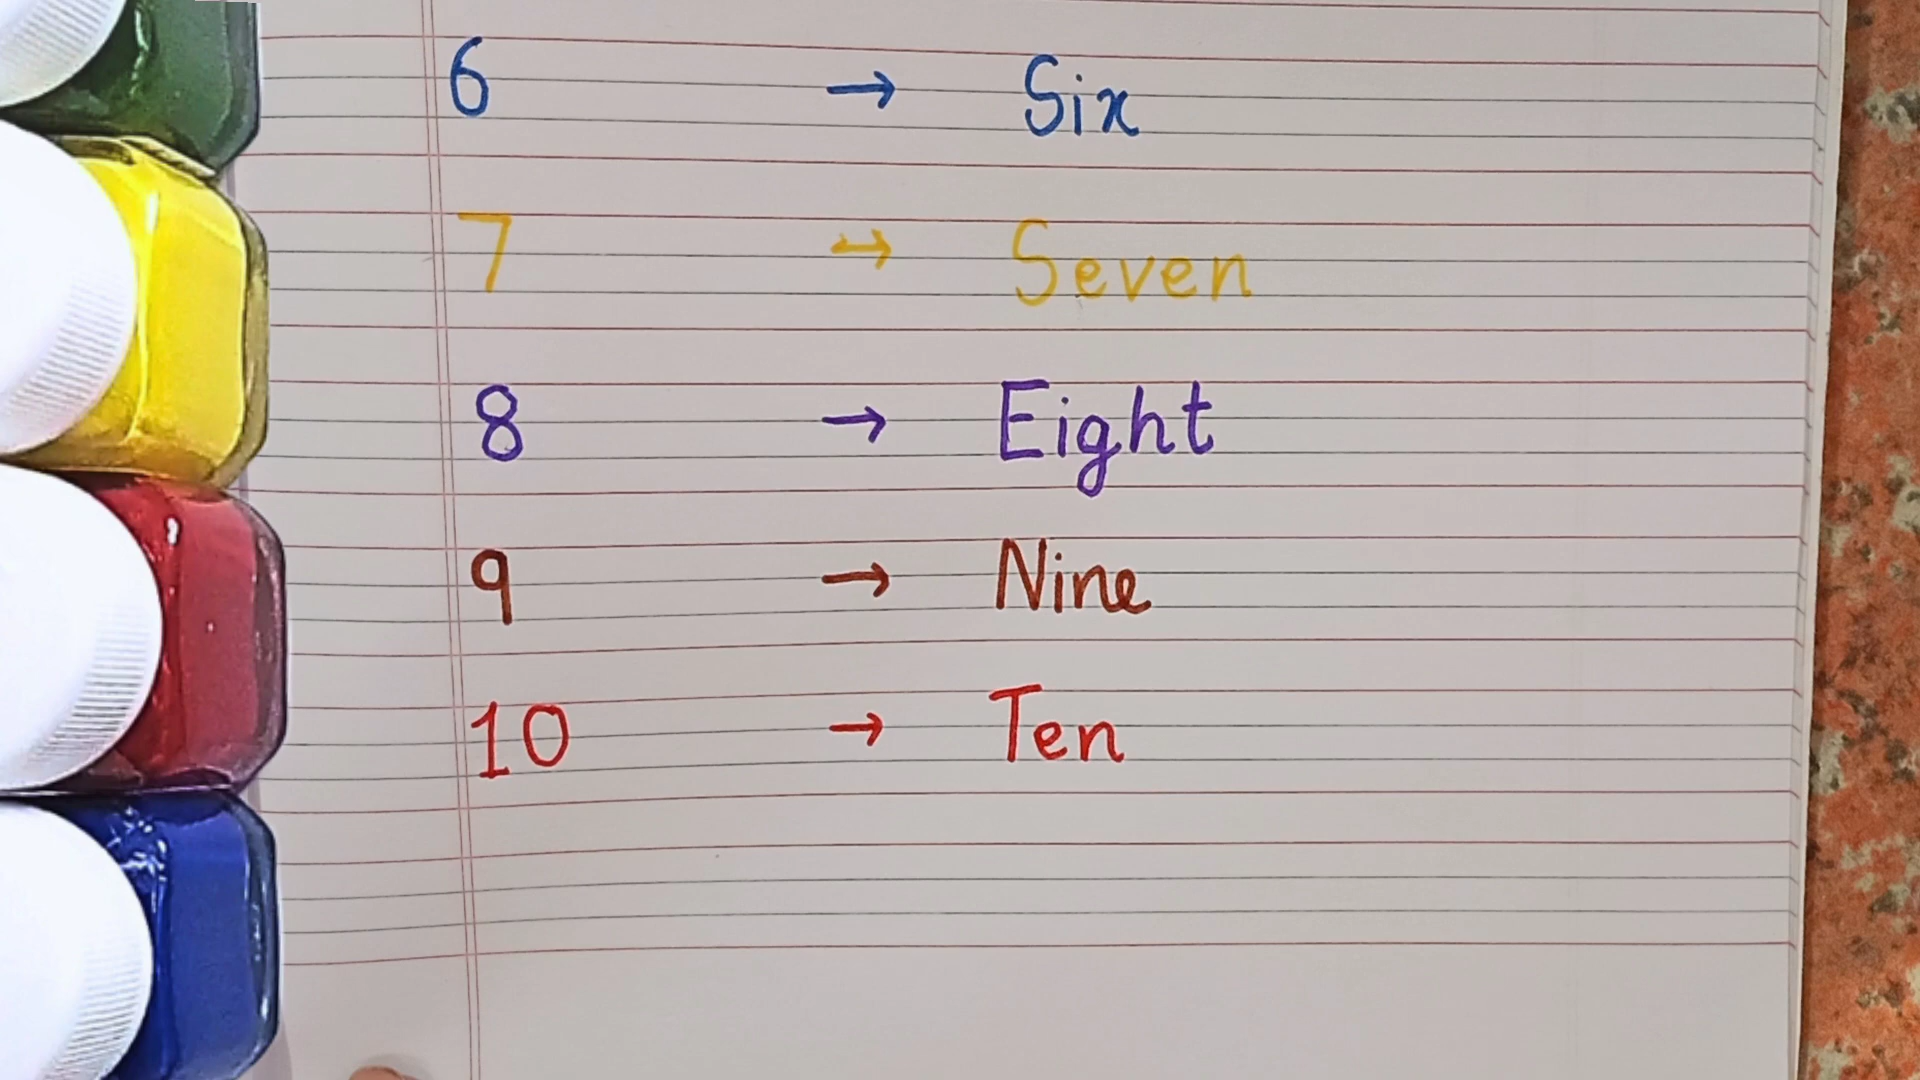 6 → Six
7 → Seven
8 → Eight
9 → Nine
10 → Ten